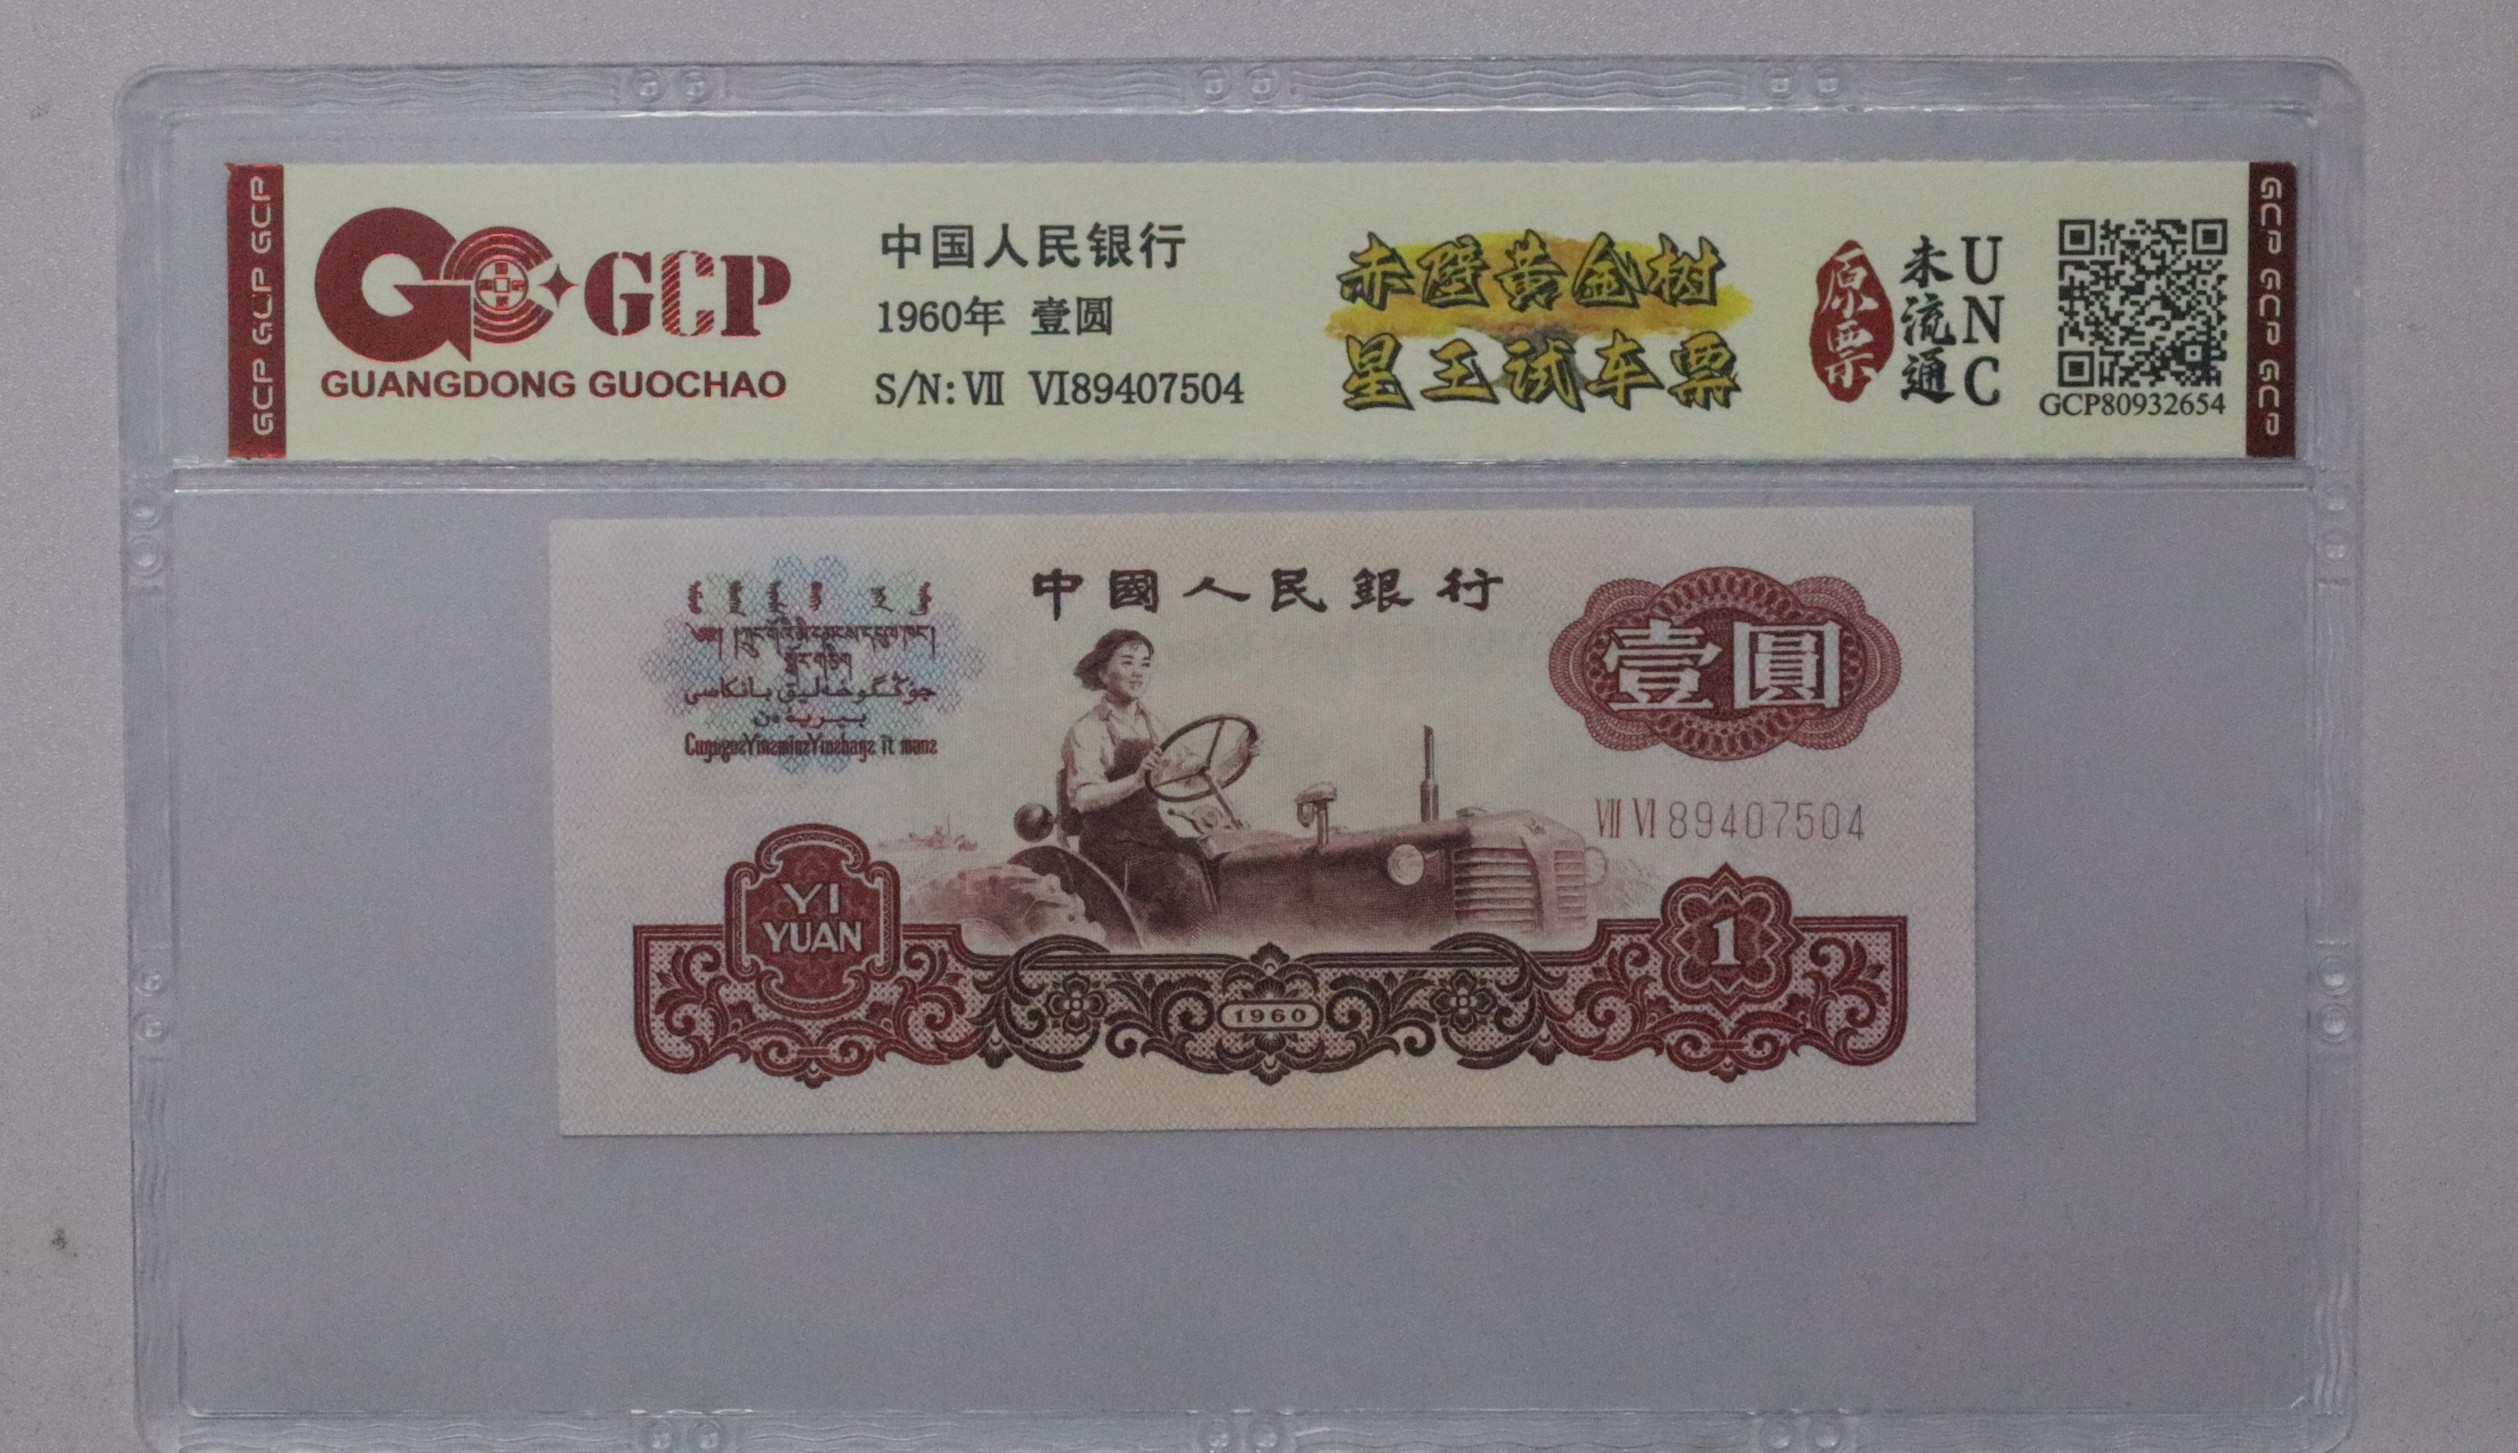 GCP GCP GCP
GCP
GUANGDONG GUOCHAO
中国人民银行
1960年 壹圆
S/N: Ⅶ Ⅵ89407504
赤壁黄金树
星王试车票
原票
未流通
UNC
GCP80932654
GCP GCP GCP
中國人民銀行
壹圓
Ⅶ Ⅵ 89407504
YI
YUAN
1
1960